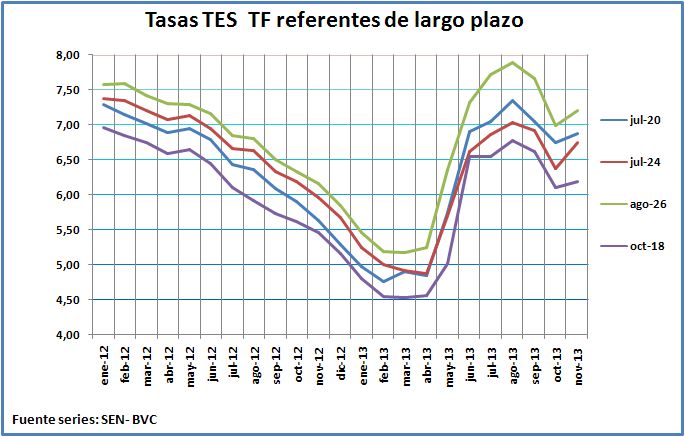 Tasas TES  TF referentes de largo plazo
8,00
7,50
7,00
6,50
6,00
5,50
5,00
4,50
4,00
ene-12
feb-12
mar-12
abr-12
may-12
jun-12
jul-12
ago-12
sep-12
oct-12
nov-12
dic-12
ene-13
feb-13
mar-13
abr-13
may-13
jun-13
jul-13
ago-13
sep-13
oct-13
nov-13
jul-20
jul-24
ago-26
oct-18
Fuente series: SEN- BVC